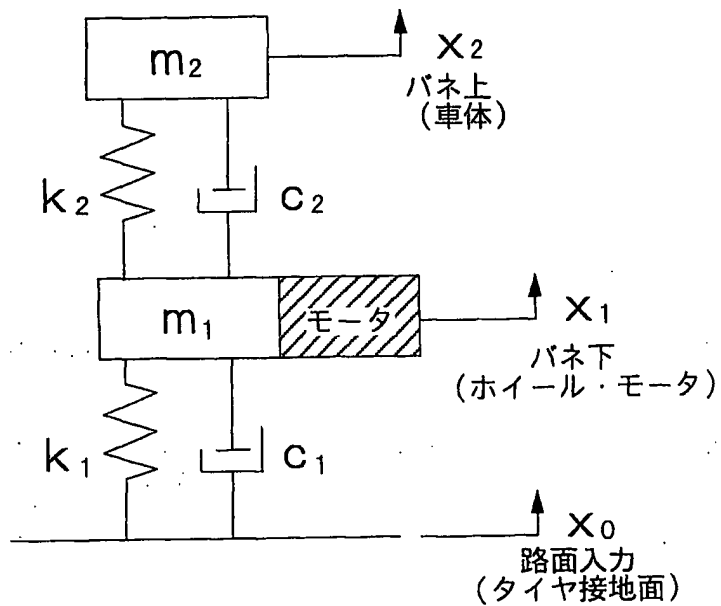 m₂
x₂
バネ上
(車体)
k₂
c₂
m₁
モータ
x₁
バネ下
(ホイール・モータ)
k₁
c₁
x₀
路面入力
(タイヤ接地面)